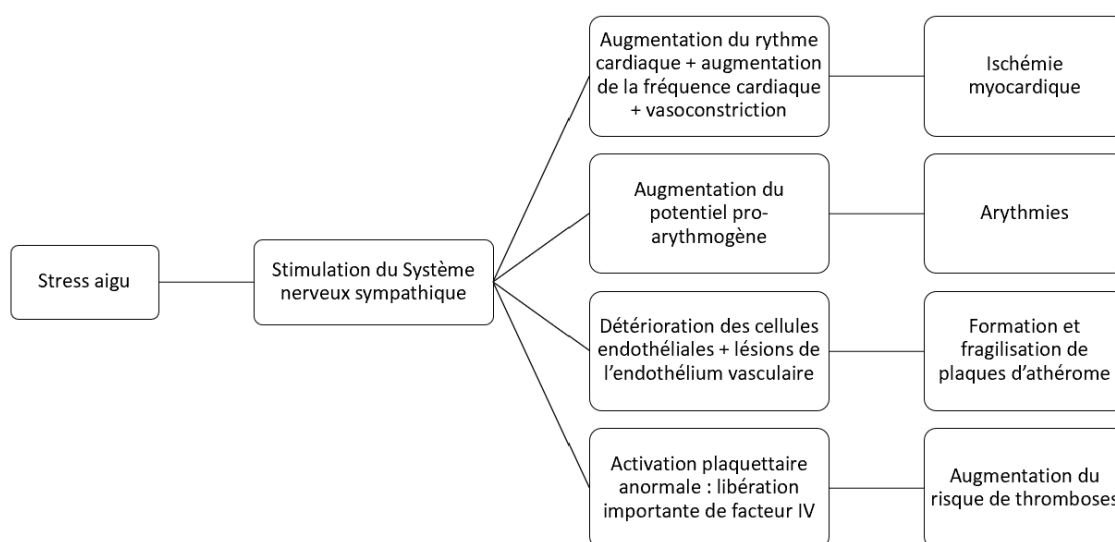 Stress aigu
Stimulation du Système
nerveux sympathique
Augmentation du rythme
cardiaque + augmentation
de la fréquence cardiaque
+ vasoconstriction
Ischémie
myocardique
Augmentation du
potentiel pro-
arythmogène
Arythmies
Détérioration des cellules
endothéliales + lésions de
l'endothélium vasculaire
Formation et
fragilisation de
plaques d'athérome
Activation plaquettaire
anormale : libération
importante de facteur IV
Augmentation du
risque de thromboses